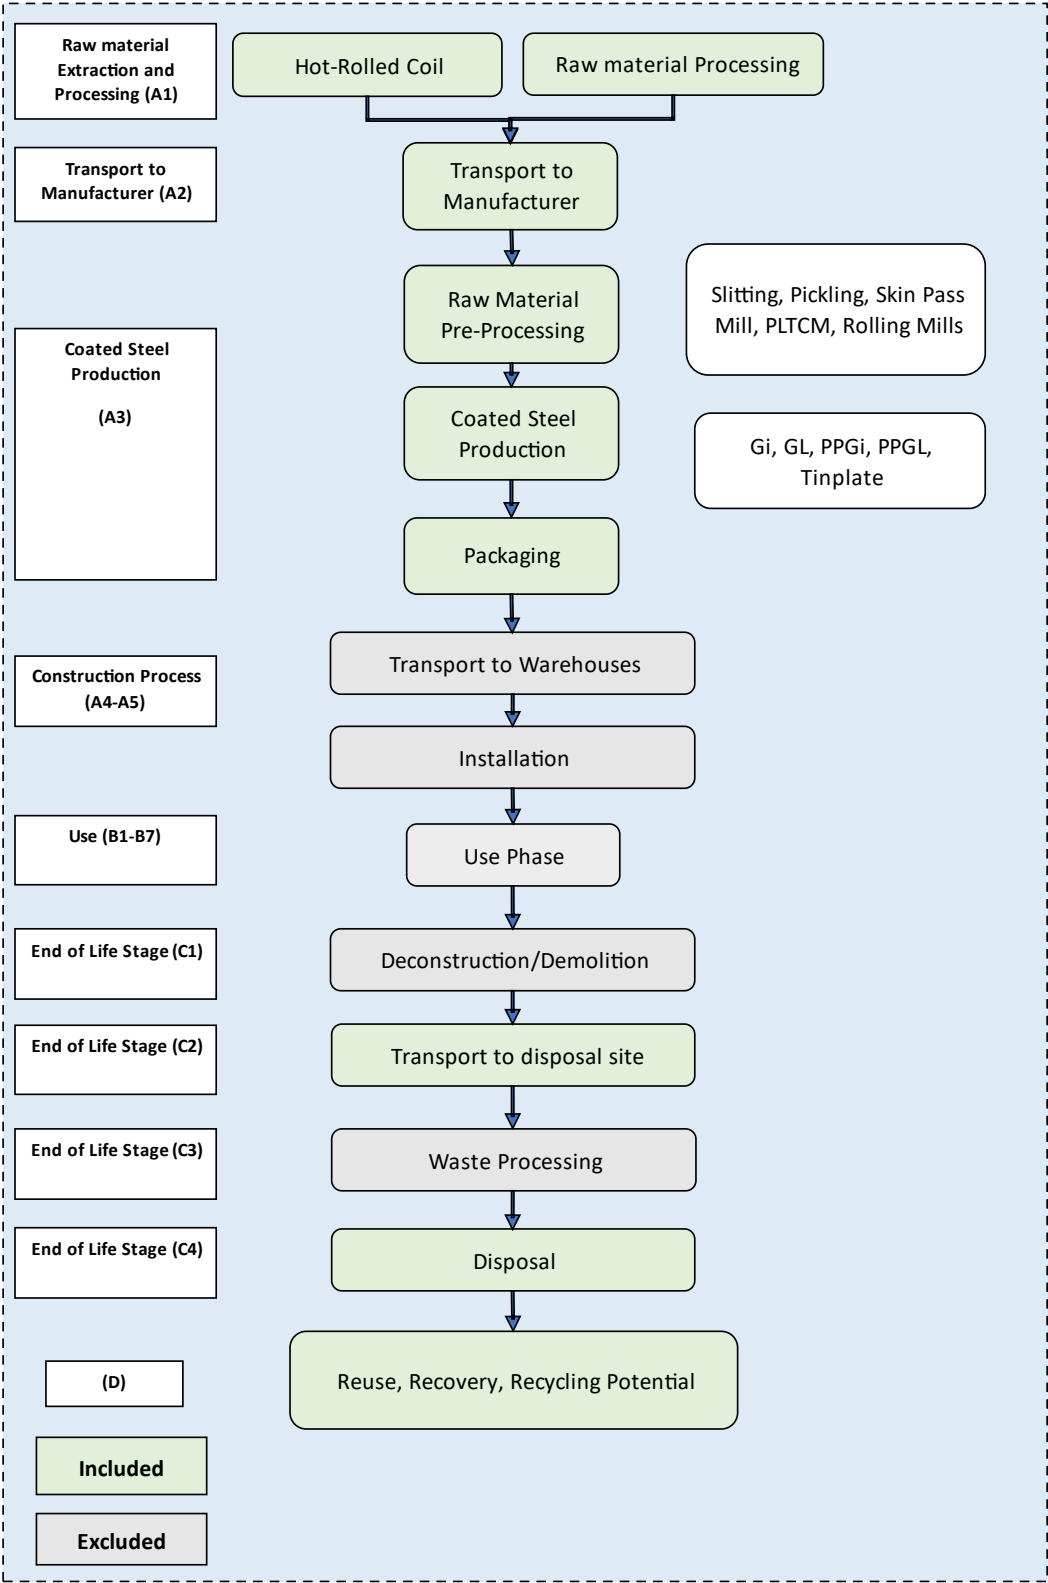 Raw material
Extraction and
Processing (A1)
Hot-Rolled Coil
Raw material Processing
Transport to
Manufacturer (A2)
Transport to
Manufacturer
Raw Material
Pre-Processing
Slitting, Pickling, Skin Pass
Mill, PLTCM, Rolling Mills
Coated Steel
Production
(A3)
Coated Steel
Production
Gi, GL, PPGi, PPGL,
Tinplate
Packaging
Construction Process
(A4-A5)
Transport to Warehouses
Installation
Use (B1-B7)
Use Phase
End of Life Stage (C1)
Deconstruction/Demolition
End of Life Stage (C2)
Transport to disposal site
End of Life Stage (C3)
Waste Processing
End of Life Stage (C4)
Disposal
(D)
Reuse, Recovery, Recycling Potential
Included
Excluded